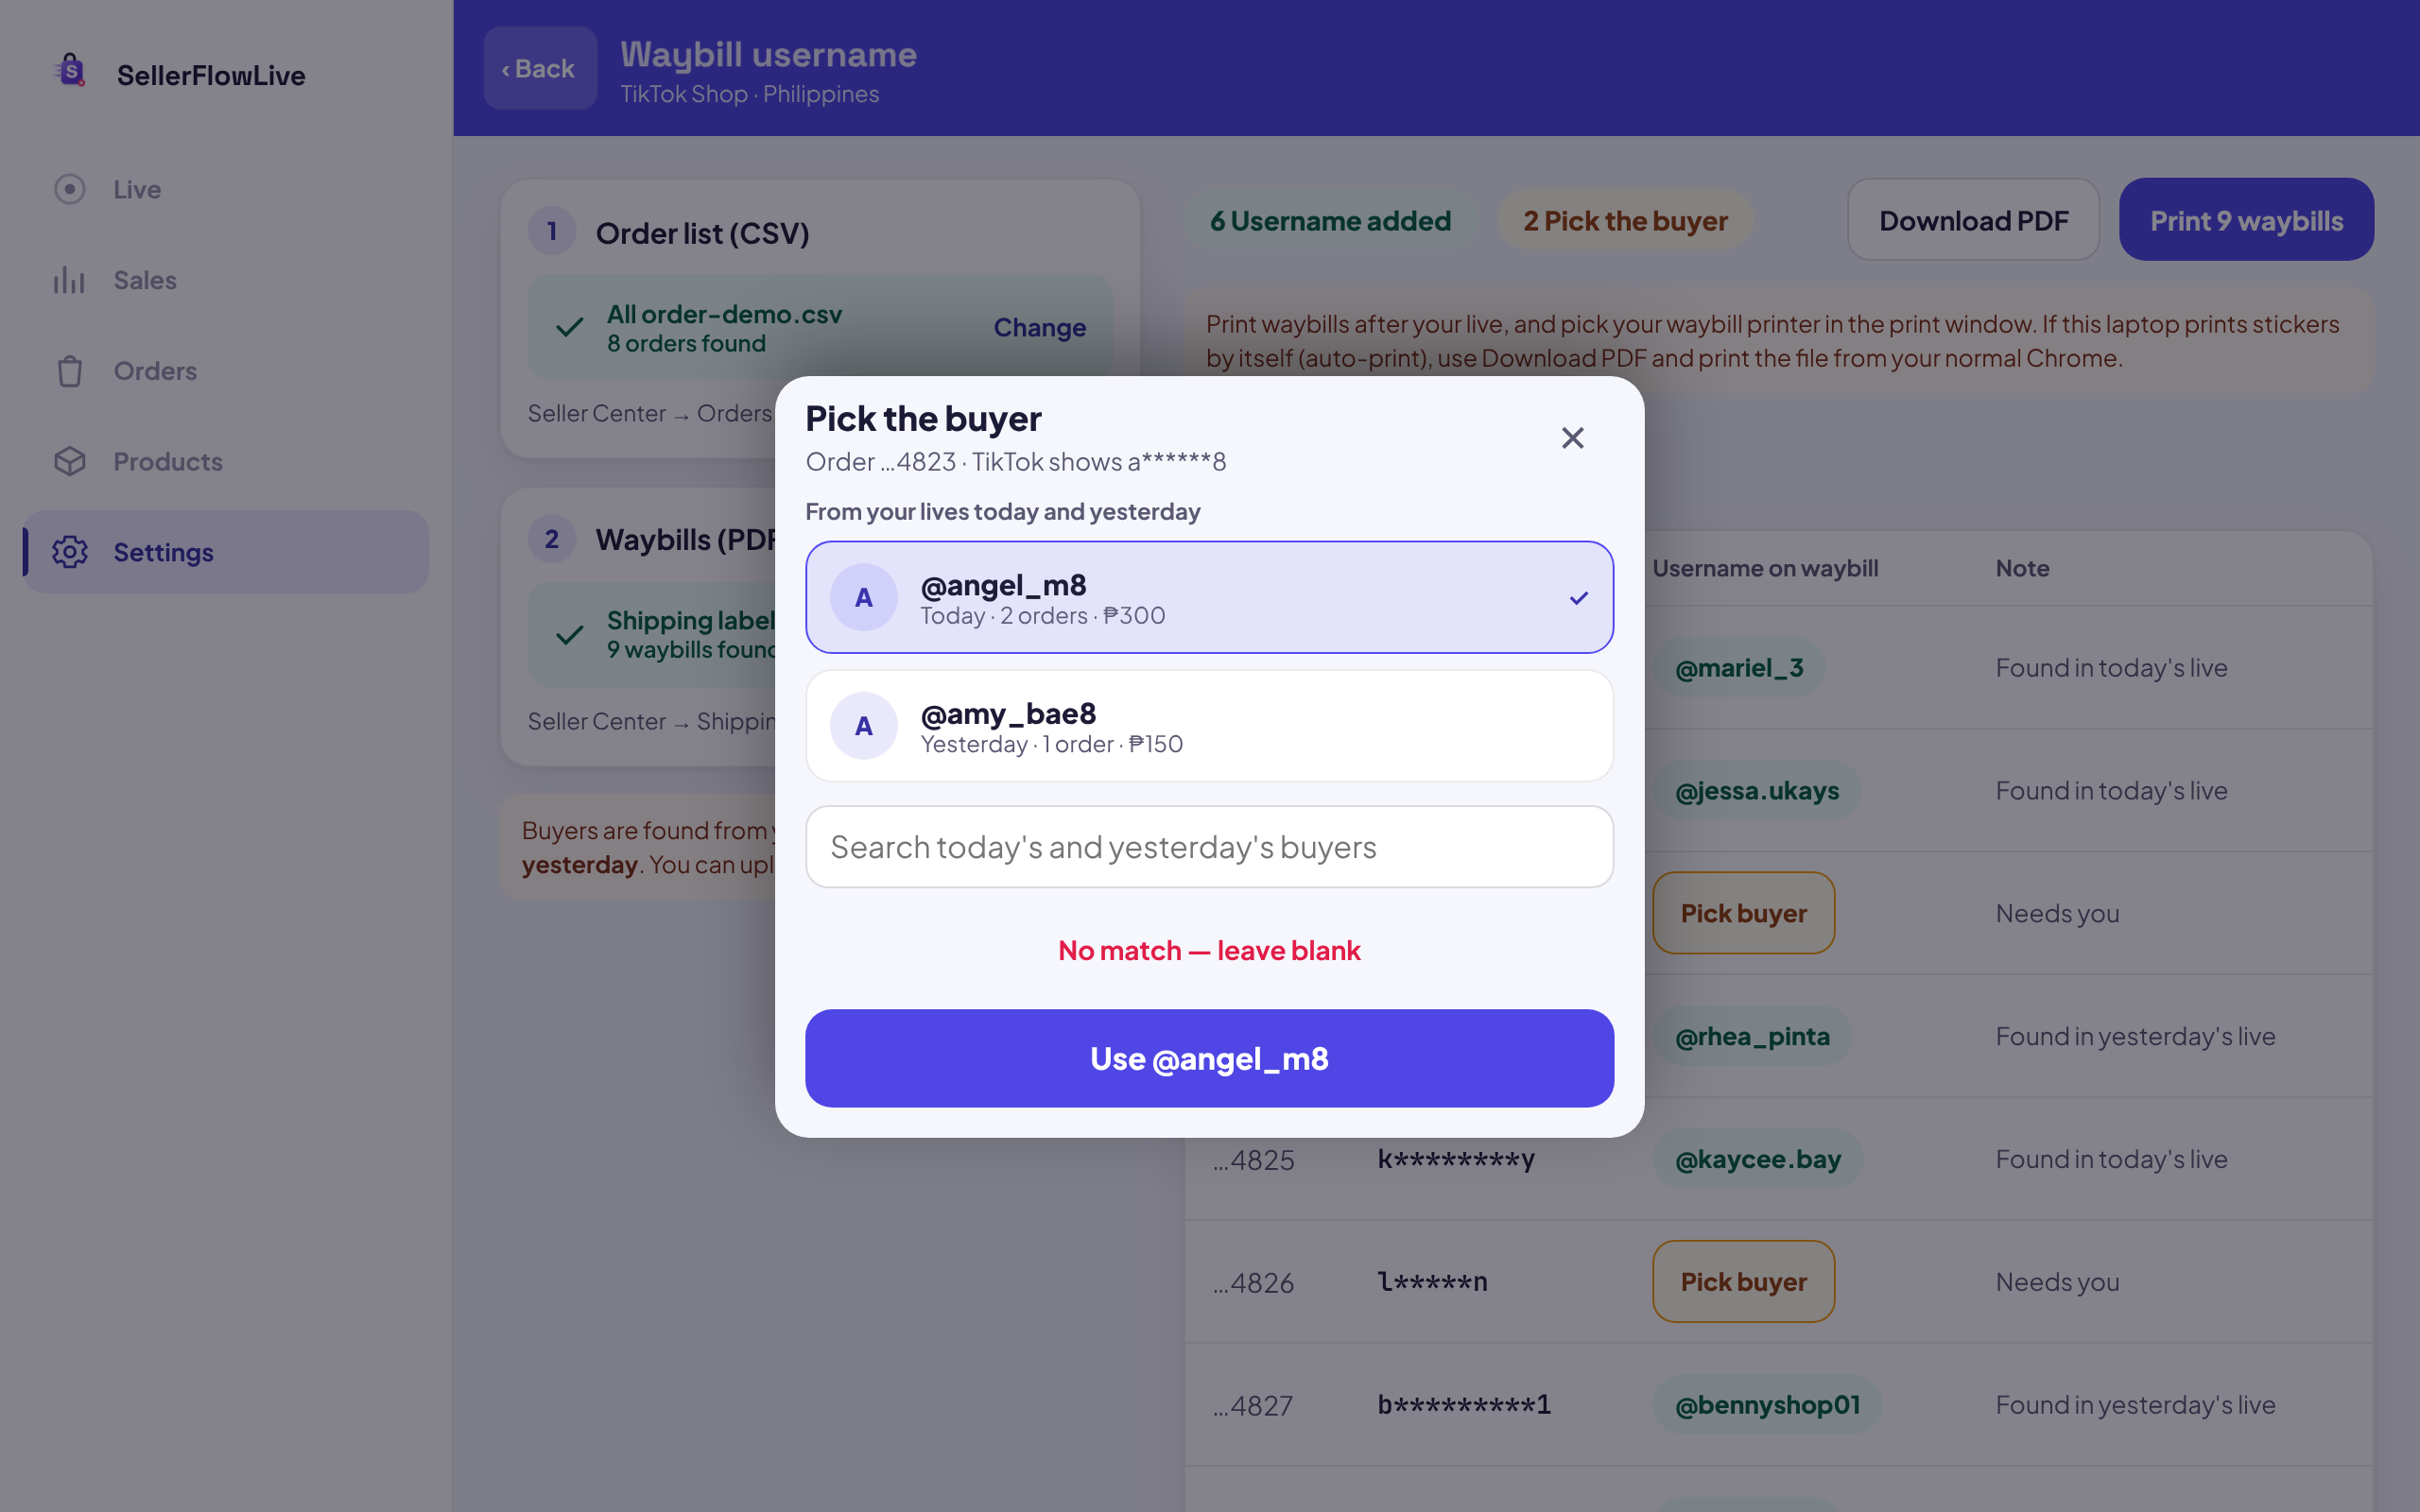 SellerFlowLive
Live
Sales
Orders
Products
Settings
‹ Back
Waybill username
TikTok Shop · Philippines
1
Order list (CSV)
All order-demo.csv
8 orders found
Change
Seller Center → Orders
2
Waybills (PDF
Shipping label
9 waybills found
Seller Center → Shippin
Buyers are found from
yesterday. You can upl
6 Username added
2 Pick the buyer
Download PDF
Print 9 waybills
Print waybills after your live, and pick your waybill printer in the print window. If this laptop prints stickers
by itself (auto-print), use Download PDF and print the file from your normal Chrome.
Pick the buyer
Order ...4823 · TikTok shows a******8
From your lives today and yesterday
A
@angel_m8
Today · 2 orders · ₱300
A
@amy_bae8
Yesterday · 1 order · ₱150
Search today's and yesterday's buyers
No match — leave blank
Use @angel_m8
Username on waybill
Note
@mariel_3
Found in today's live
@jessa.ukays
Found in today's live
Pick buyer
Needs you
@rhea_pinta
Found in yesterday's live
...4825
k********y
@kaycee.bay
Found in today's live
...4826
l*****n
Pick buyer
Needs you
...4827
b*********1
@bennyshop01
Found in yesterday's live